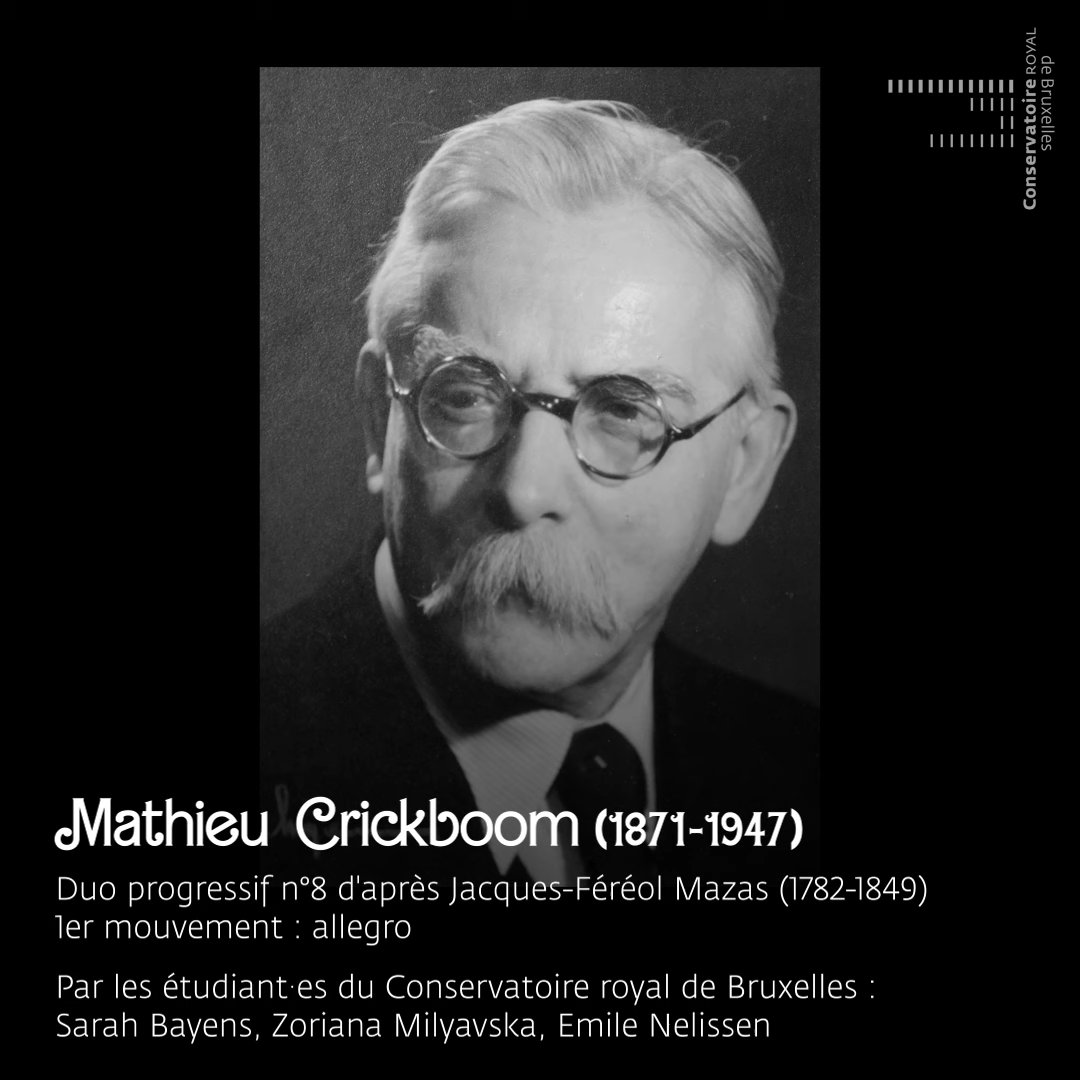 Conservatoire ROYAL
de Bruxelles
Mathieu Crickboom (1871-1947)
Duo progressif n°8 d'après Jacques-Féréol Mazas (1782-1849)
1er mouvement : allegro
Par les étudiant·es du Conservatoire royal de Bruxelles :
Sarah Bayens, Zoriana Milyavska, Emile Nelissen